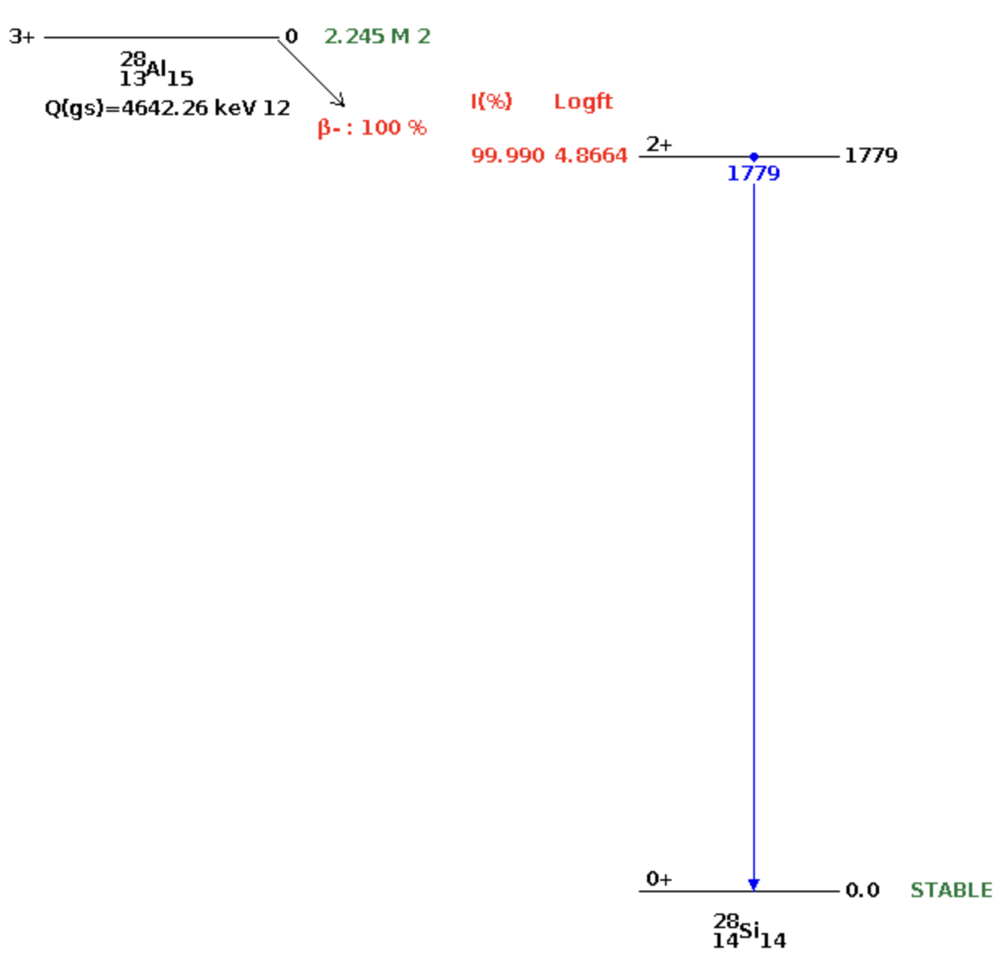 3+ 0 2.245 M 2
28
13Al15
Q(gs)=4642.26 keV 12
β- : 100 %
I(%) Logft
99.990 4.8664 2+ 1779
1779
0+ 0.0 STABLE
28
14Si14